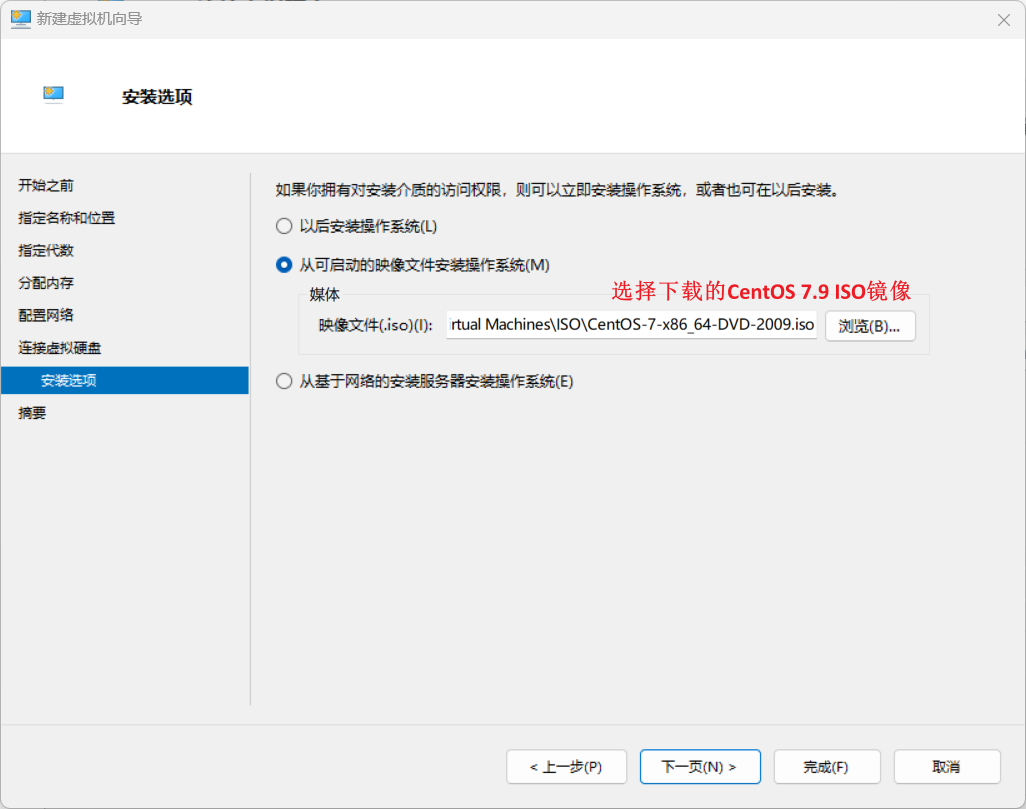 新建虚拟机向导
安装选项
开始之前
指定名称和位置
指定代数
分配内存
配置网络
连接虚拟硬盘
安装选项
摘要
如果你拥有对安装介质的访问权限，则可以立即安装操作系统，或者也可在以后安装。
以后安装操作系统(L)
从可启动的映像文件安装操作系统(M)
选择下载的CentOS 7.9 ISO镜像
媒体
映像文件(.iso)(I): rtual Machines\ISO\CentOS-7-x86_64-DVD-2009.iso 浏览(B)...
从基于网络的安装服务器安装操作系统(E)
< 上一步(P) 下一页(N) > 完成(F) 取消